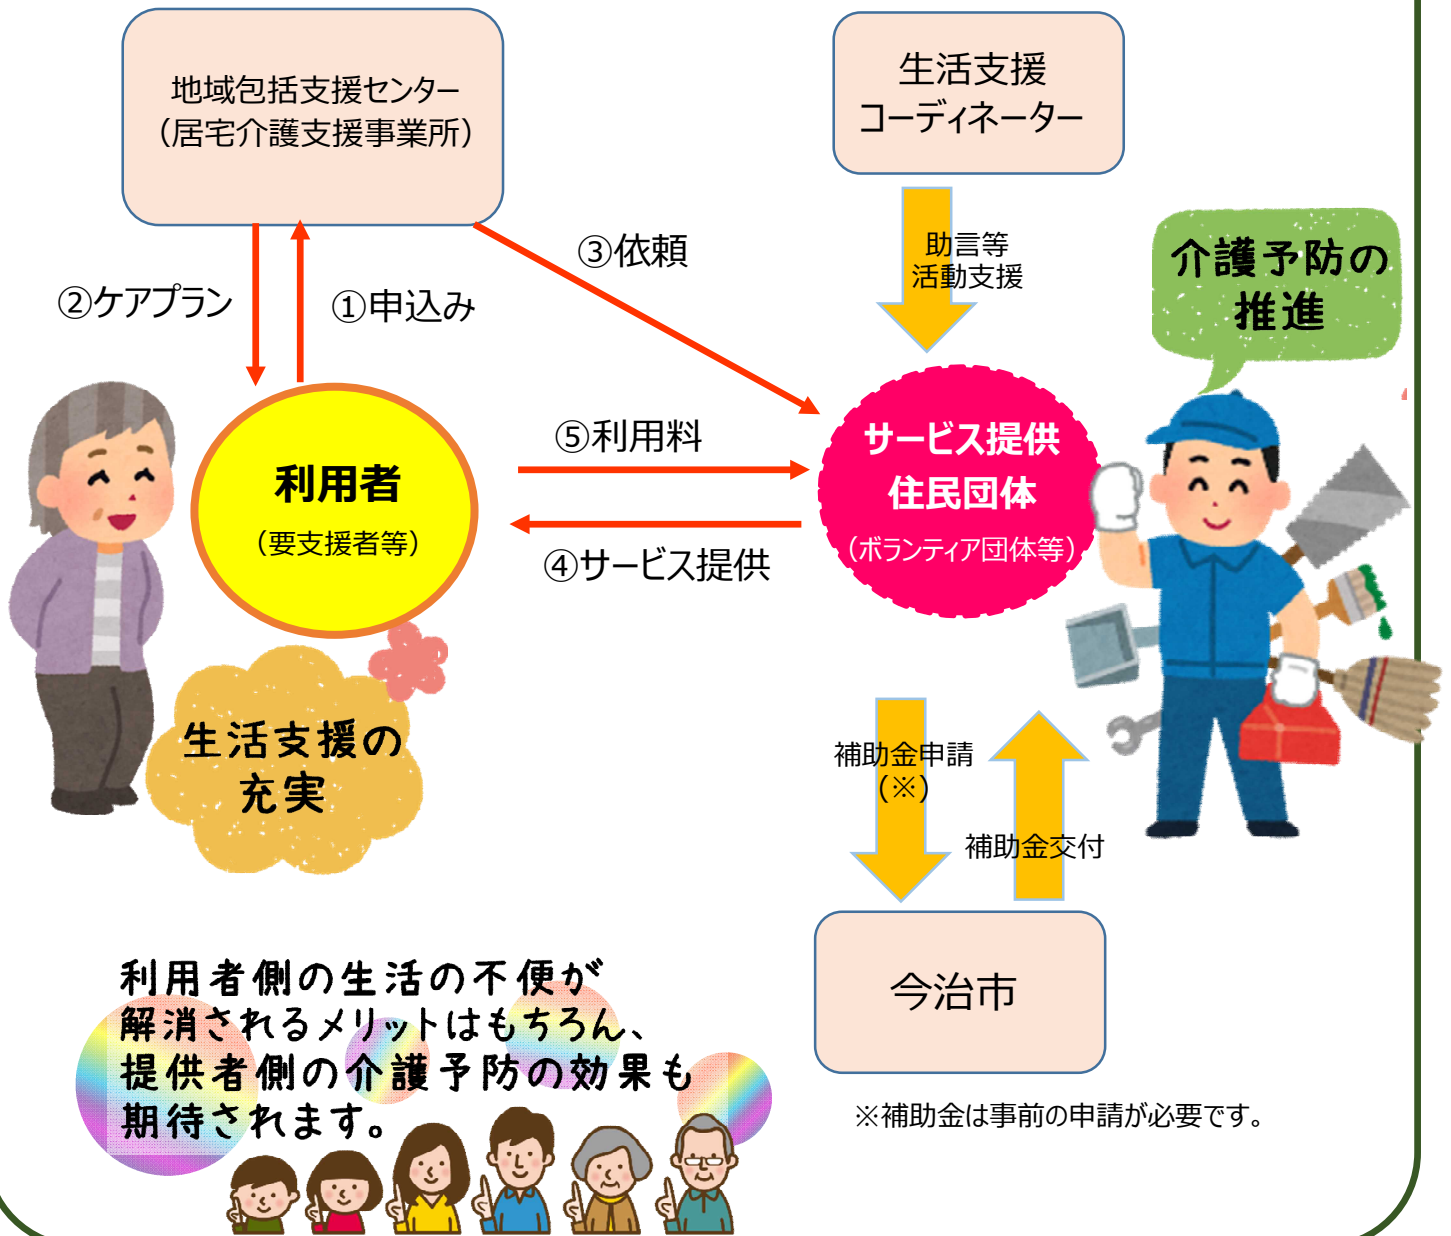 地域包括支援センター
（居宅介護支援事業所）
生活支援
コーディネーター
助言等
活動支援
介護予防の
推進
③依頼
②ケアプラン
①申込み
利用者
（要支援者等）
⑤利用料
④サービス提供
サービス提供
住民団体
（ボランティア団体等）
生活支援の
充実
補助金申請
（※）
補助金交付
今治市
※補助金は事前の申請が必要です。
利用者側の生活の不便が
解消されるメリットはもちろん、
提供者側の介護予防の効果も
期待されます。